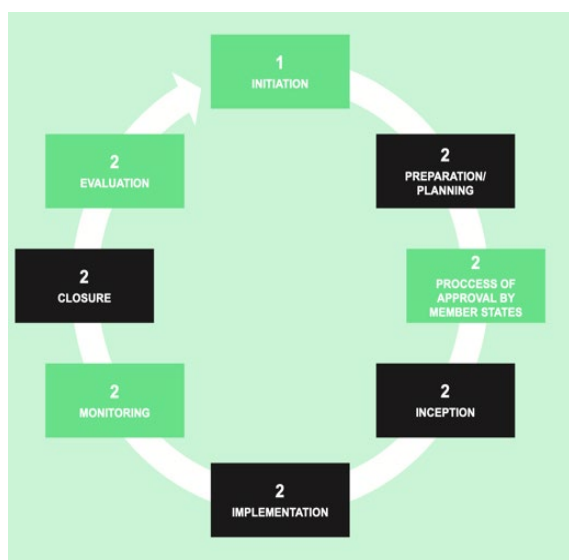 1
INITIATION
2
PREPARATION/
PLANNING
2
PROCCESS OF
APPROVAL BY
MEMBER STATES
2
INCEPTION
2
IMPLEMENTATION
2
MONITORING
2
CLOSURE
2
EVALUATION